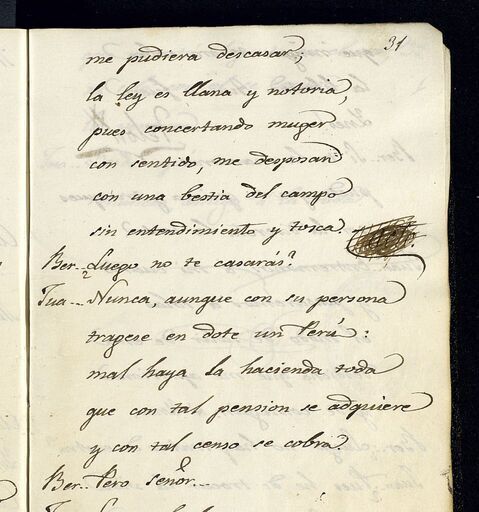 31
me pudiera descasar;
la ley es llana y notoria,
pues concertando muger
con sentido, me desposan
con una bestia del campo
sin entendimiento y tosca.
Ber.. Luego no te casarás?
Jua... Nunca, aunque con su persona
tragese en dote un Perú:
mal haya la hacienda toda
que con tal pension se adquiere
y con tal censo se cobra.
Ber.. Pero señor...